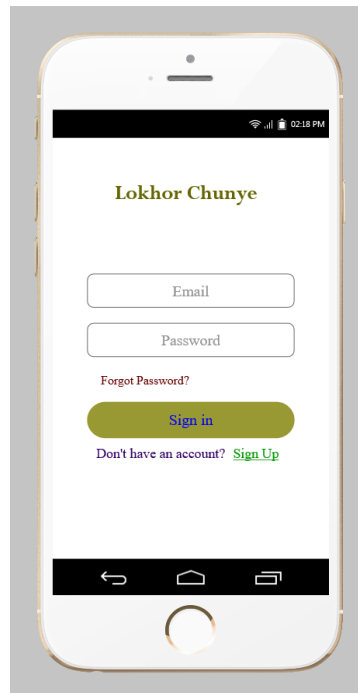 02:18 PM
Lokhor Chunye
Email
Password
Forgot Password?
Sign in
Don't have an account? Sign Up